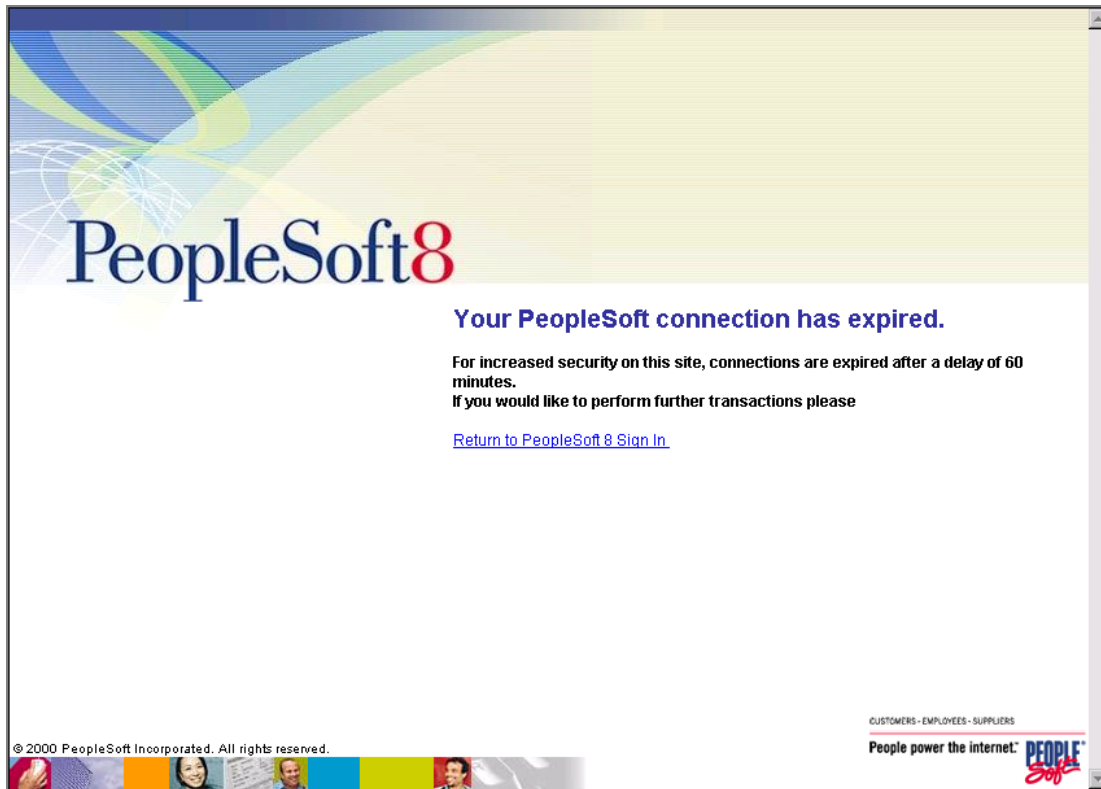 PeopleSoft8
Your PeopleSoft connection has expired.
For increased security on this site, connections are expired after a delay of 60
minutes.
If you would like to perform further transactions please
Return to PeopleSoft 8 Sign In
CUSTOMERS - EMPLOYEES - SUPPLIERS
People power the internet.™
PEOPLE
Soft
© 2000 PeopleSoft Incorporated. All rights reserved.